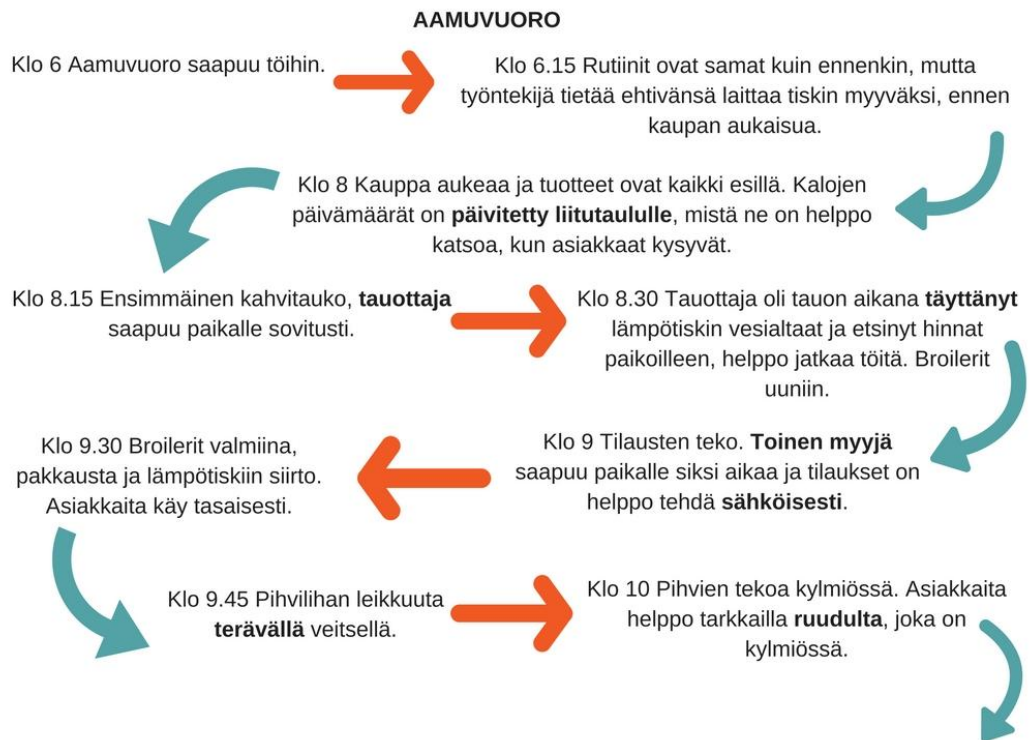 AAMUVUORO
Klo 6 Aamuvuoro saapuu töihin.
Klo 6.15 Rutiinit ovat samat kuin ennenkin, mutta
työntekijä tietää ehtivänsä laittaa tiskin myyväksi, ennen
kaupan aukaisua.
Klo 8 Kauppa aukeaa ja tuotteet ovat kaikki esillä. Kalojen
päivämäärät on päivitetty liitutaululle, mistä ne on helppo
katsoa, kun asiakkaat kysyvät.
Klo 8.15 Ensimmäinen kahvitauko, tauottaja
saapuu paikalle sovitusti.
Klo 8.30 Tauottaja oli tauon aikana täyttänyt
lämpötiskin vesialtaat ja etsinyt hinnat
paikoilleen, helppo jatkaa töitä. Broilerit
uuniin.
Klo 9 Tilausten teko. Toinen myyjä
saapuu paikalle siksi aikaa ja tilaukset on
helppo tehdä sähköisesti.
Klo 9.30 Broilerit valmiina,
pakkausta ja lämpötiskiin siirto.
Asiakkaita käy tasaisesti.
Klo 9.45 Pihvilihan leikkuuta
terävällä veitsellä.
Klo 10 Pihvien tekoa kylmiössä. Asiakkaita
helppo tarkkailla ruudulta, joka on
kylmiössä.